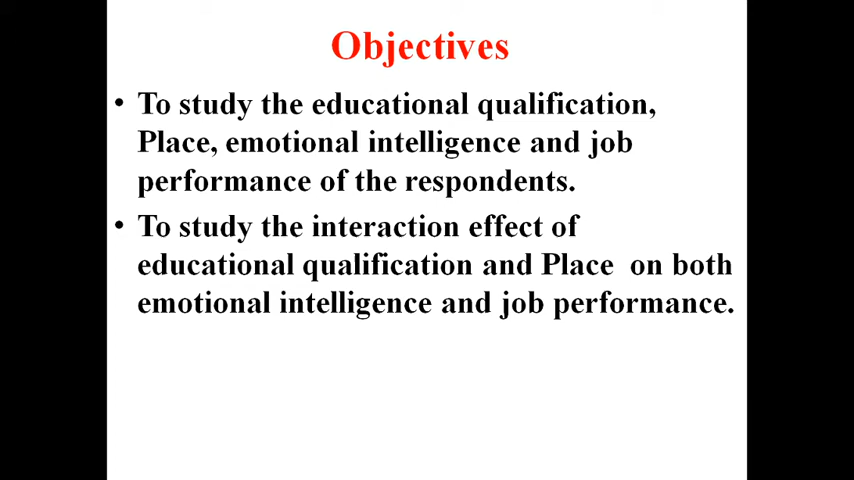 Objectives
• To study the educational qualification,
Place, emotional intelligence and job
performance of the respondents.
• To study the interaction effect of
educational qualification and Place on both
emotional intelligence and job performance.